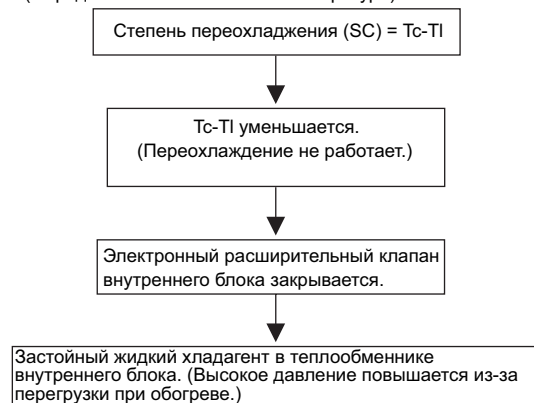 Степень переохладжения (SC) = Tc-Tl
Tc-Tl уменьшается.
(Переохлаждение не работает.)
Электронный расширительный клапан
внутреннего блока закрывается.
Застойный жидкий хладагент в теплообменнике
внутреннего блока. (Высокое давление повышается из-за
перегрузки при обогреве.)